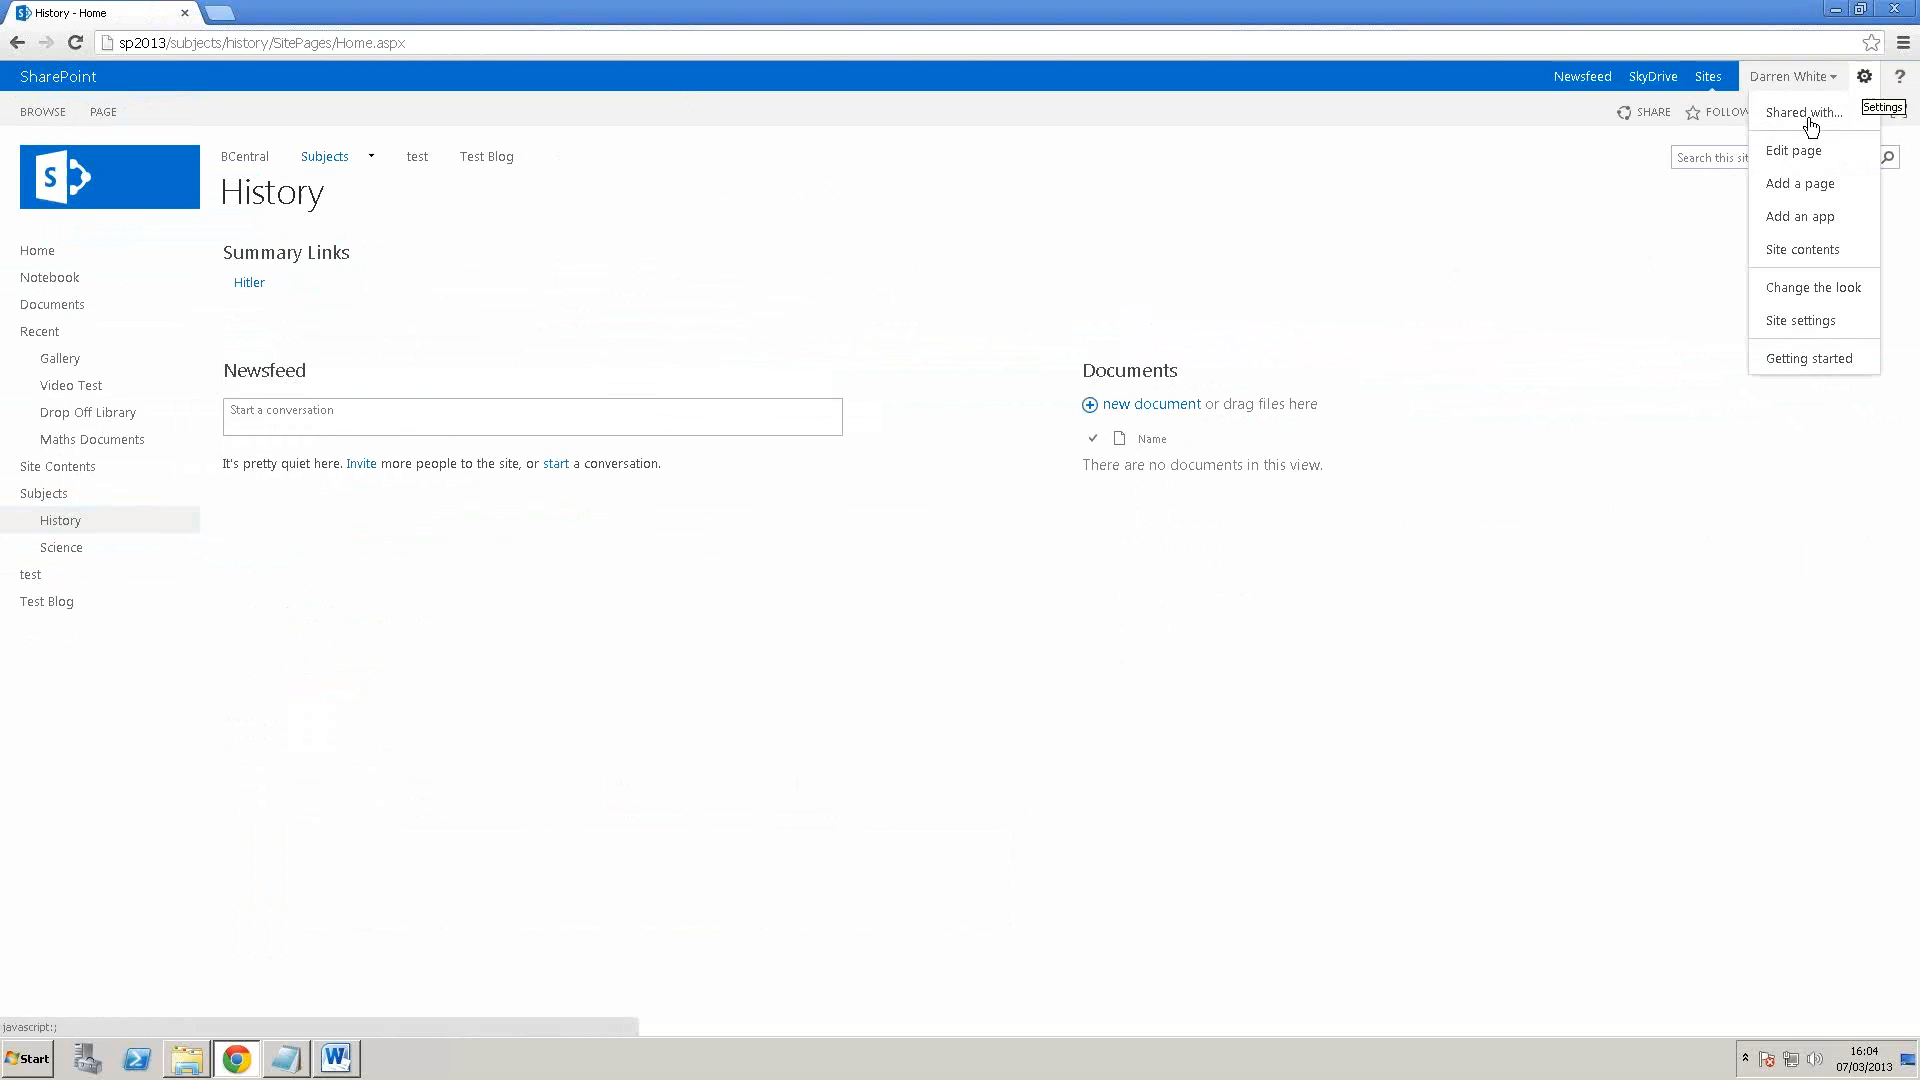 History - Home
sp2013/subjects/history/SitePages/Home.aspx
SharePoint
Newsfeed SkyDrive Sites Darren White ?
BROWSE PAGE
SHARE FOLLOW
Settings
Shared with...
Edit page
Add a page
Add an app
Site contents
Change the look
Site settings
Getting started
S
BCentral Subjects test Test Blog
Search this sit
History
Home
Notebook
Documents
Recent
Gallery
Video Test
Drop Off Library
Maths Documents
Site Contents
Subjects
History
Science
test
Test Blog
Summary Links
Hitler
Newsfeed
Start a conversation
It's pretty quiet here. Invite more people to the site, or start a conversation.
Documents
new document or drag files here
Name
There are no documents in this view.
javascript:;
Start
16:04
07/03/2013